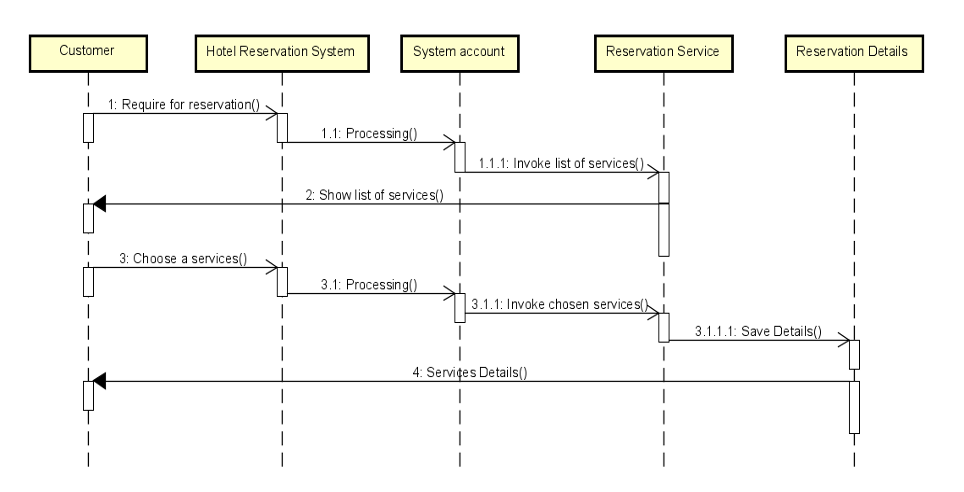 Customer
Hotel Reservation System
System account
Reservation Service
Reservation Details
1: Require for reservation()
1.1: Processing()
1.1.1: Invoke list of services()
2: Show list of services()
3: Choose a services()
3.1: Processing()
3.1.1: Invoke chosen services()
3.1.1.1: Save Details()
4: Services Details()